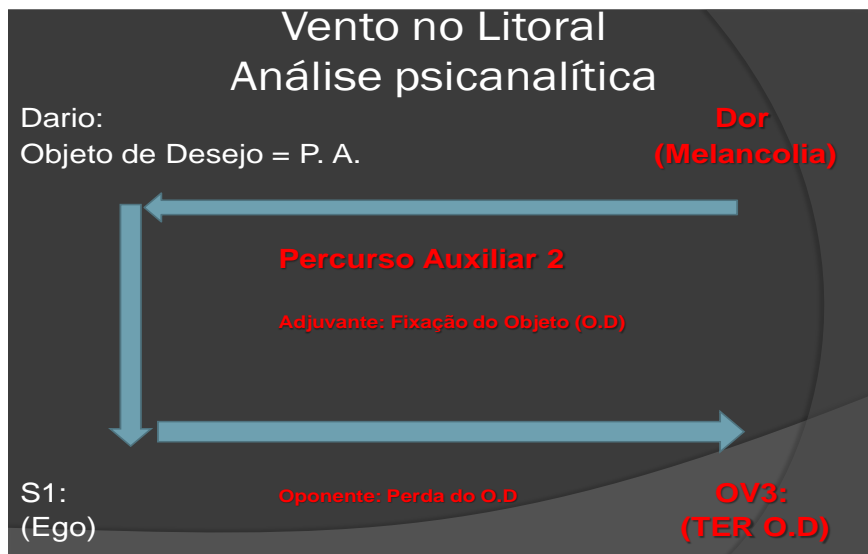 Vento no Litoral
Análise psicanalítica
Dario:
Objeto de Desejo = P. A.
Dor
(Melancolia)
Percurso Auxiliar 2
Adjuvante: Fixação do Objeto (O.D)
S1:
(Ego)
Oponente: Perda do O.D
OV3:
(TER O.D)